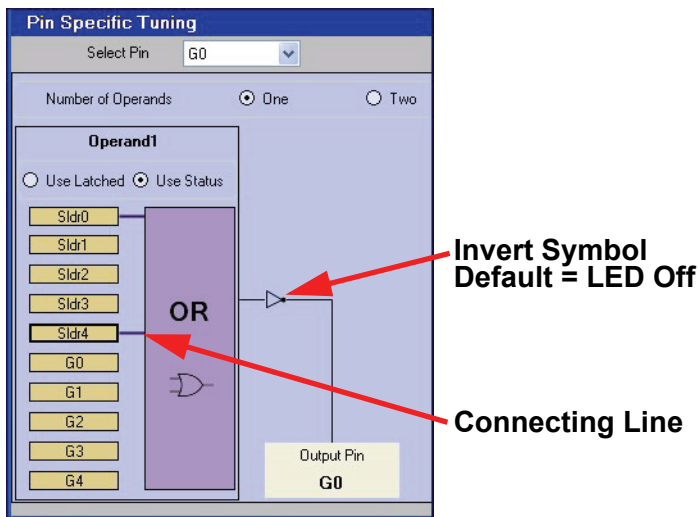 Pin Specific Tuning
Select Pin G0
Number of Operands One Two
Operand1
Use Latched Use Status
Sldr0
Sldr1
Sldr2
Sldr3
Sldr4
G0
G1
G2
G3
G4
OR
Output Pin
G0
Invert Symbol
Default = LED Off
Connecting Line